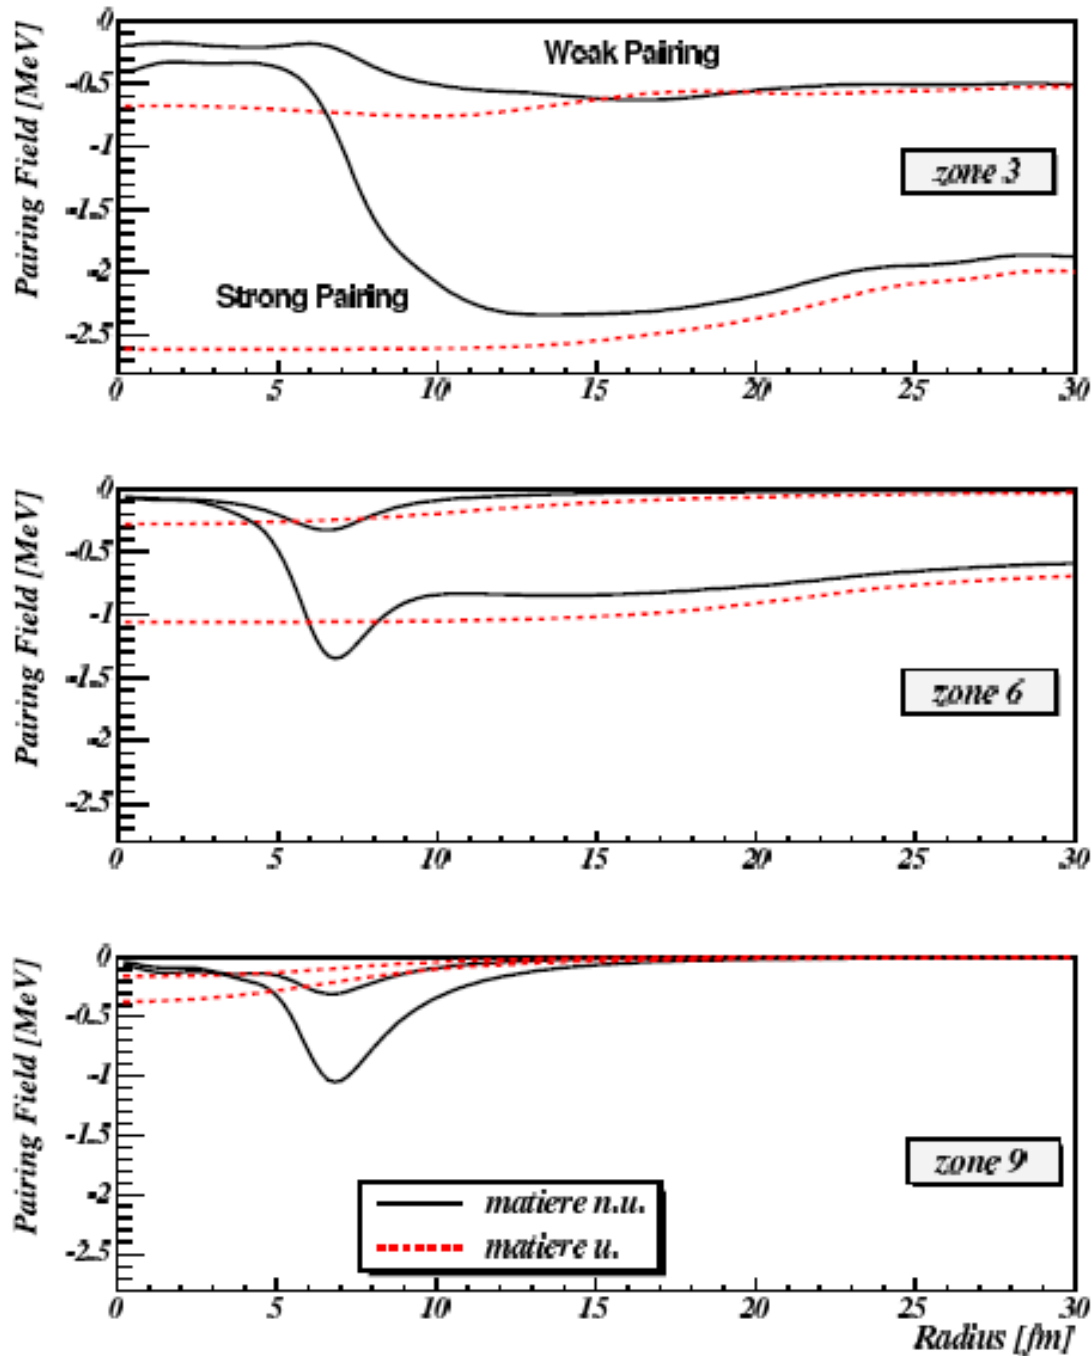 Pairing Field [MeV]
0
-0.5
-1
-1.5
-2
-2.5
Weak Pairing
zone 3
Strong Pairing
0 5 10 15 20 25 30
Pairing Field [MeV]
0
-0.5
-1
-1.5
-2
-2.5
zone 6
0 5 10 15 20 25 30
Pairing Field [MeV]
0
-0.5
-1
-1.5
-2
-2.5
zone 9
matiere n.u.
matiere u.
0 5 10 15 20 25 30
Radius [fm]